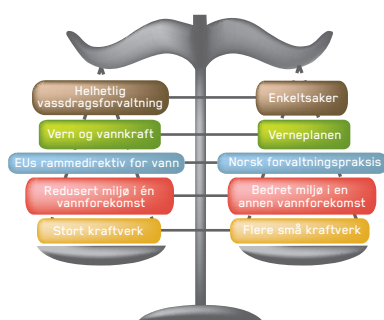 Helhetlig
vassdragsforvaltning
Enkeltsaker
Vern og vannkraft
Verneplanen
EUs rammedirektiv for vann
Norsk forvaltningspraksis
Redusert miljø i én
vannforekomst
Bedret miljø i en
annen vannforekomst
Stort kraftverk
Flere små kraftverk